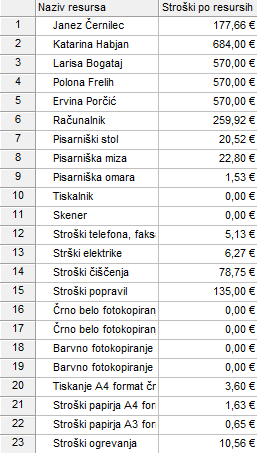 Naziv resursa Stroški po resursih
1 Janez Černilec 177,66 €
2 Katarina Habjan 684,00 €
3 Larisa Bogataj 570,00 €
4 Polona Frelih 570,00 €
5 Ervina Porčić 570,00 €
6 Računalnik 259,92 €
7 Pisarniški stol 20,52 €
8 Pisarniška miza 22,80 €
9 Pisarniška omara 1,53 €
10 Tiskalnik 0,00 €
11 Skener 0,00 €
12 Stroški telefona, faks 5,13 €
13 Strški elektrike 6,27 €
14 Stroški čiščenja 78,75 €
15 Stroški popravil 135,00 €
16 Črno belo fotokopiran 0,00 €
17 Črno belo fotokopiran 0,00 €
18 Barvno fotokopiranje 0,00 €
19 Barvno fotokopiranje 0,00 €
20 Tiskanje A4 format čr 3,60 €
21 Stroški papirja A4 for 1,63 €
22 Stroški papirja A3 for 0,65 €
23 Stroški ogrevanja 10,56 €